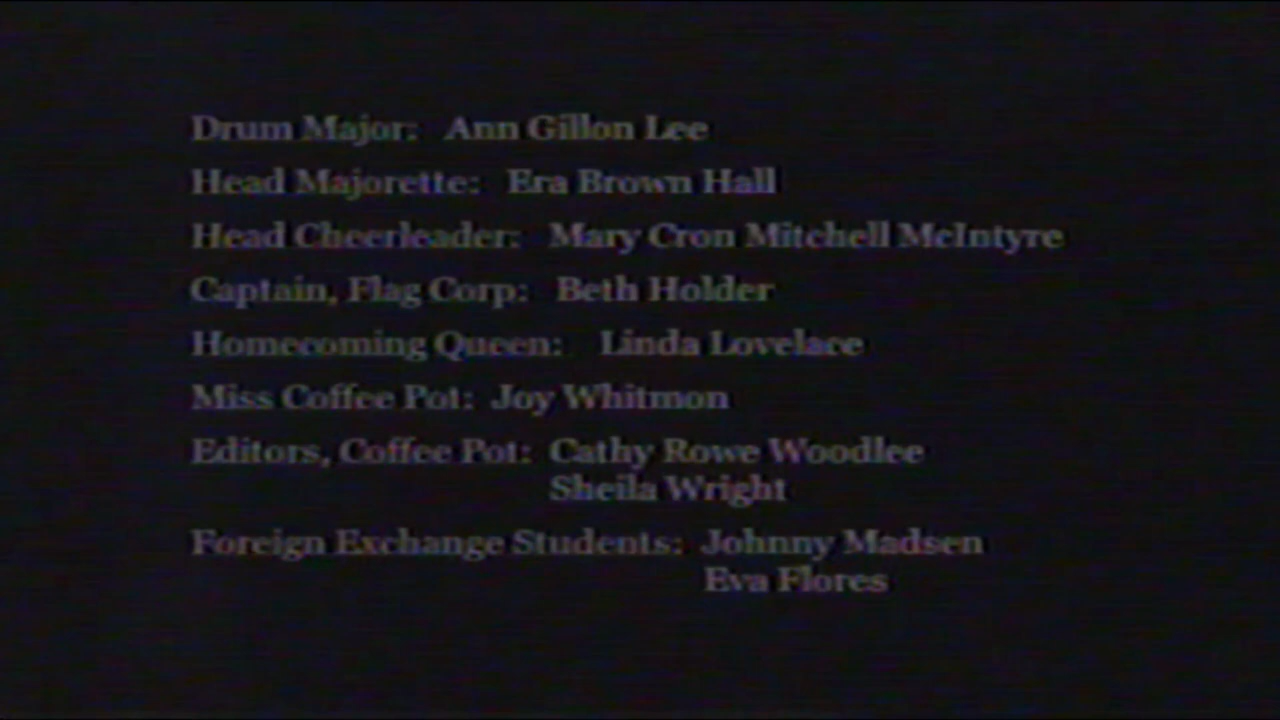 Drum Major: Ann Gillon Lee
Head Majorette: Era Brown Hall
Head Cheerleader: Mary Cron Mitchell McIntyre
Captain, Flag Corp: Beth Holder
Homecoming Queen: Linda Lovelace
Miss Coffee Pot: Joy Whitmon
Editors, Coffee Pot: Cathy Rowe Woodlee
Sheila Wright
Foreign Exchange Students: Johnny Madsen
Eva Flores